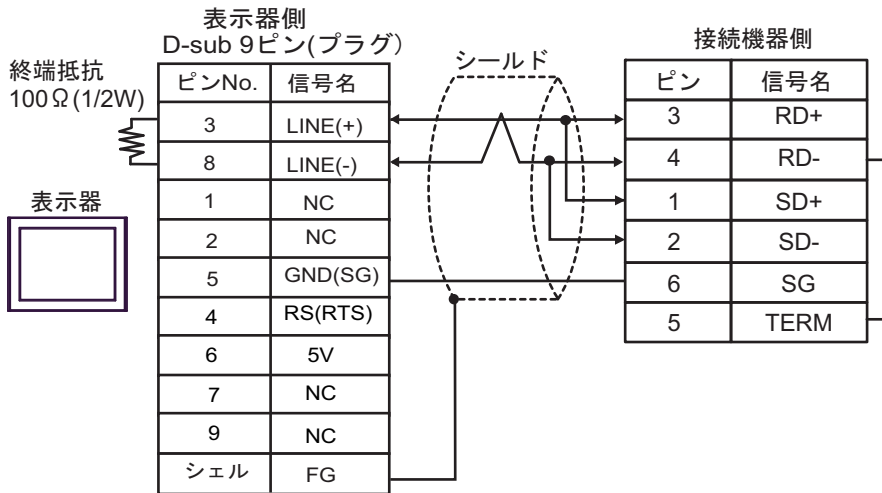 表示器側
D-sub 9ピン(プラグ)
終端抵抗
100Ω(1/2W)
表示器
ピンNo. 信号名
3 LINE(+)
8 LINE(-)
1 NC
2 NC
5 GND(SG)
4 RS(RTS)
6 5V
7 NC
9 NC
シェル FG
シールド
接続機器側
ピン 信号名
3 RD+
4 RD-
1 SD+
2 SD-
6 SG
5 TERM